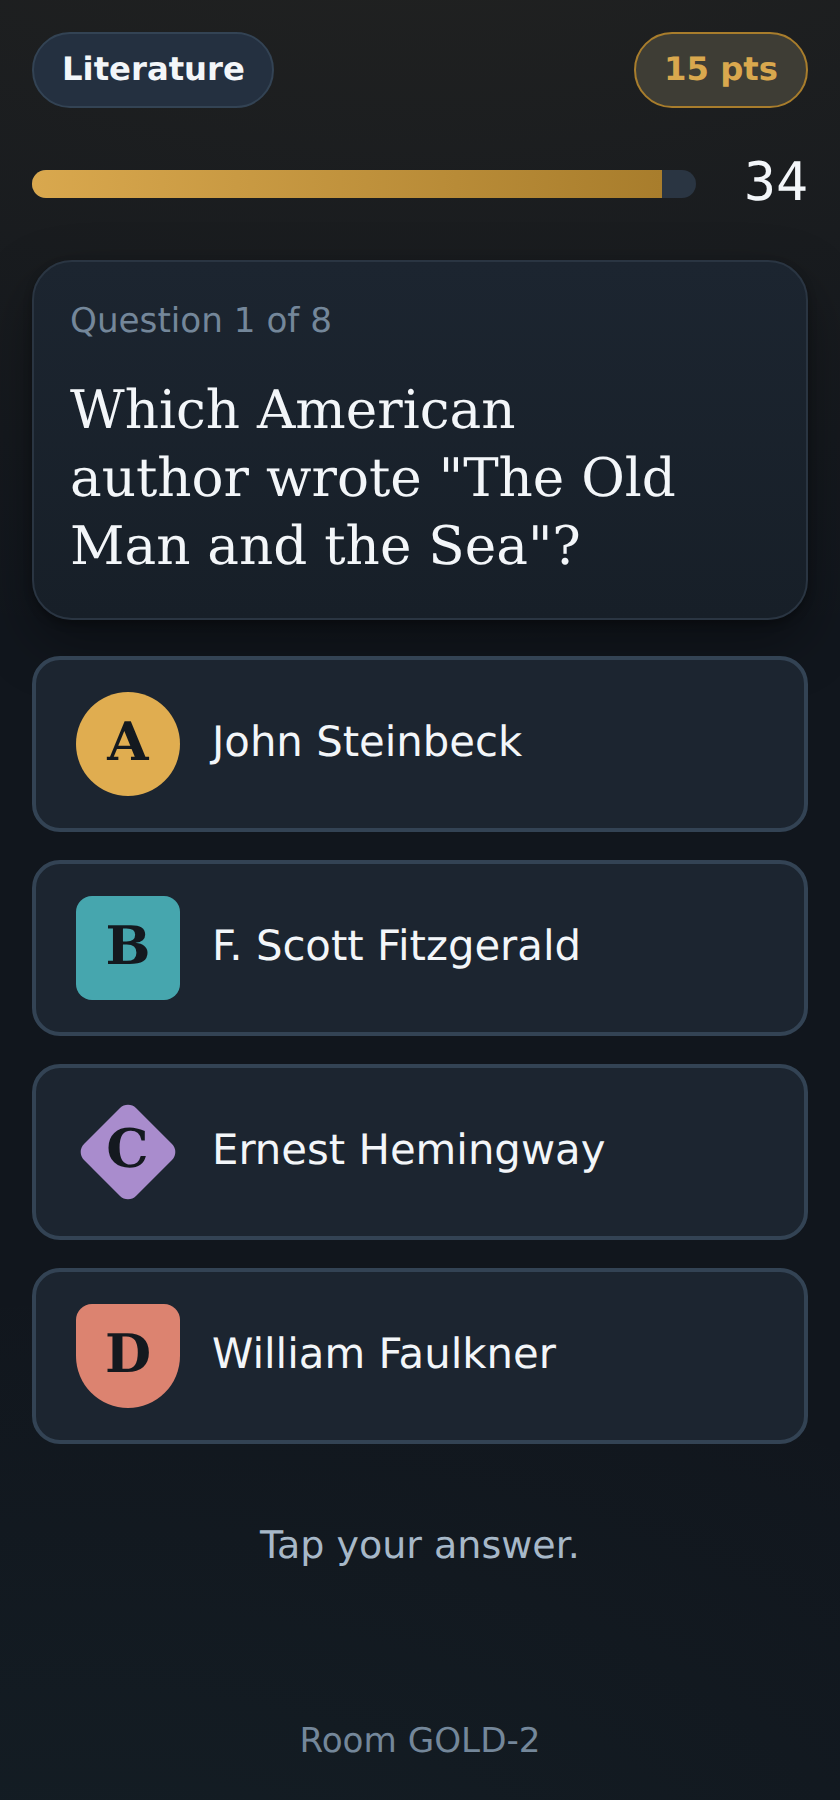 Literature
15 pts
34
Question 1 of 8
Which American
author wrote "The Old
Man and the Sea"?
A John Steinbeck
B F. Scott Fitzgerald
C Ernest Hemingway
D William Faulkner
Tap your answer.
Room GOLD-2